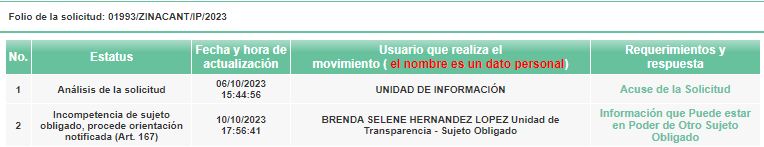 Folio de la solicitud: 01993/ZINACANT/IP/2023
No.
Estatus
Fecha y hora de
actualización
Usuario que realiza el
movimiento ( el nombre es un dato personal)
Requerimientos y
respuesta
1
Análisis de la solicitud
06/10/2023
15:44:56
UNIDAD DE INFORMACIÓN
Acuse de la Solicitud
2
Incompetencia de sujeto
obligado, procede orientación
notificada (Art. 167)
10/10/2023
17:56:41
BRENDA SELENE HERNANDEZ LOPEZ Unidad de
Transparencia - Sujeto Obligado
Información que Puede estar
en Poder de Otro Sujeto
Obligado